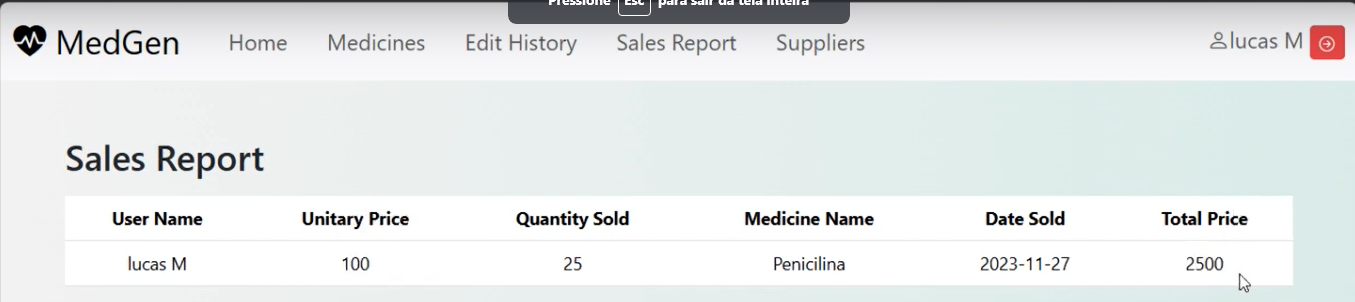 Pressione Esc para sair da tela inteira
MedGen Home Medicines Edit History Sales Report Suppliers lucas M
Sales Report
User Name Unitary Price Quantity Sold Medicine Name Date Sold Total Price
lucas M 100 25 Penicilina 2023-11-27 2500